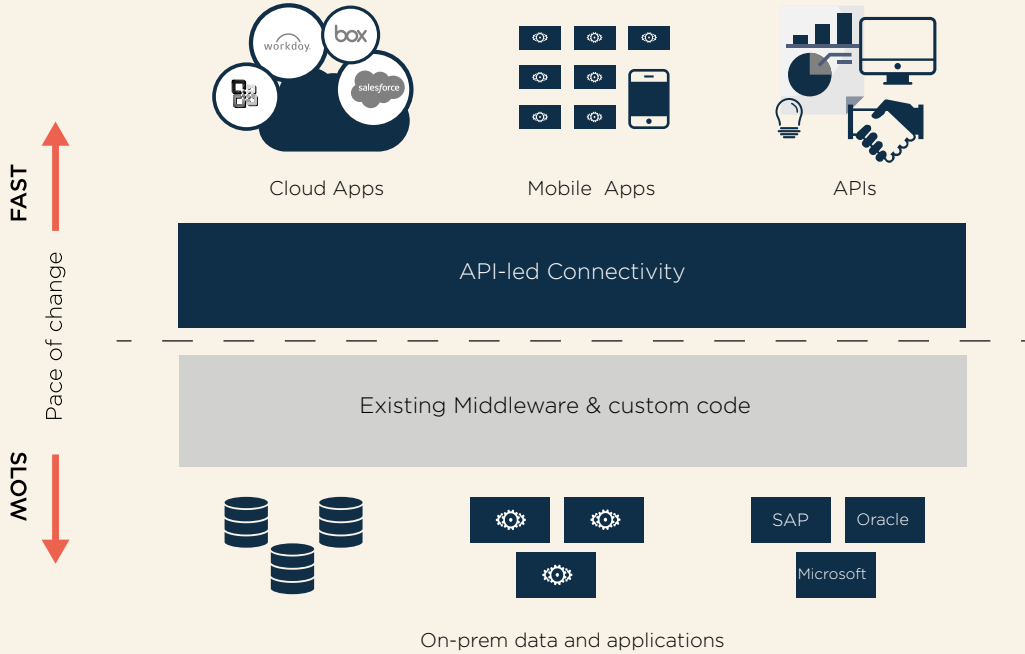 workday.
box
salesforce
Cloud Apps
Mobile Apps
APIs
FAST
Pace of change
SLOW
API-led Connectivity
Existing Middleware & custom code
SAP
Oracle
Microsoft
On-prem data and applications